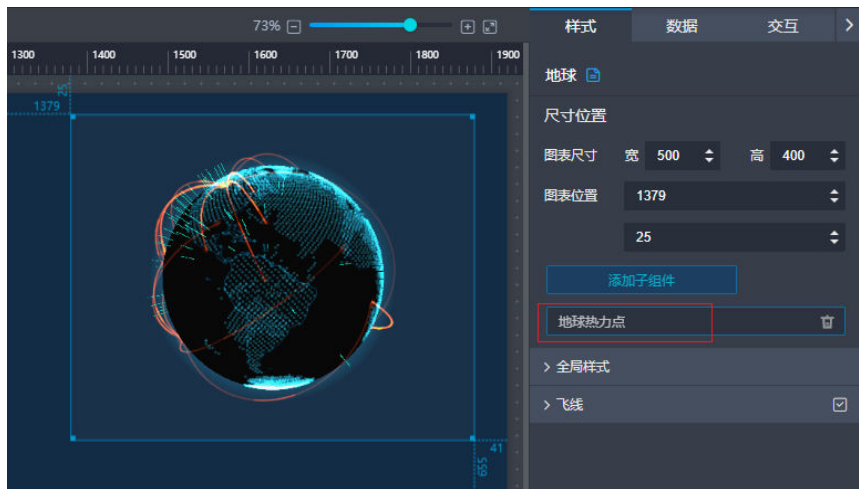 73%
样式 数据 交互
1300 1400 1500 1600 1700 1800 1900
25
1379
地球
尺寸位置
图表尺寸 宽 500 高 400
图表位置 1379
25
添加子组件
地球热力点
全局样式
飞线
41
655